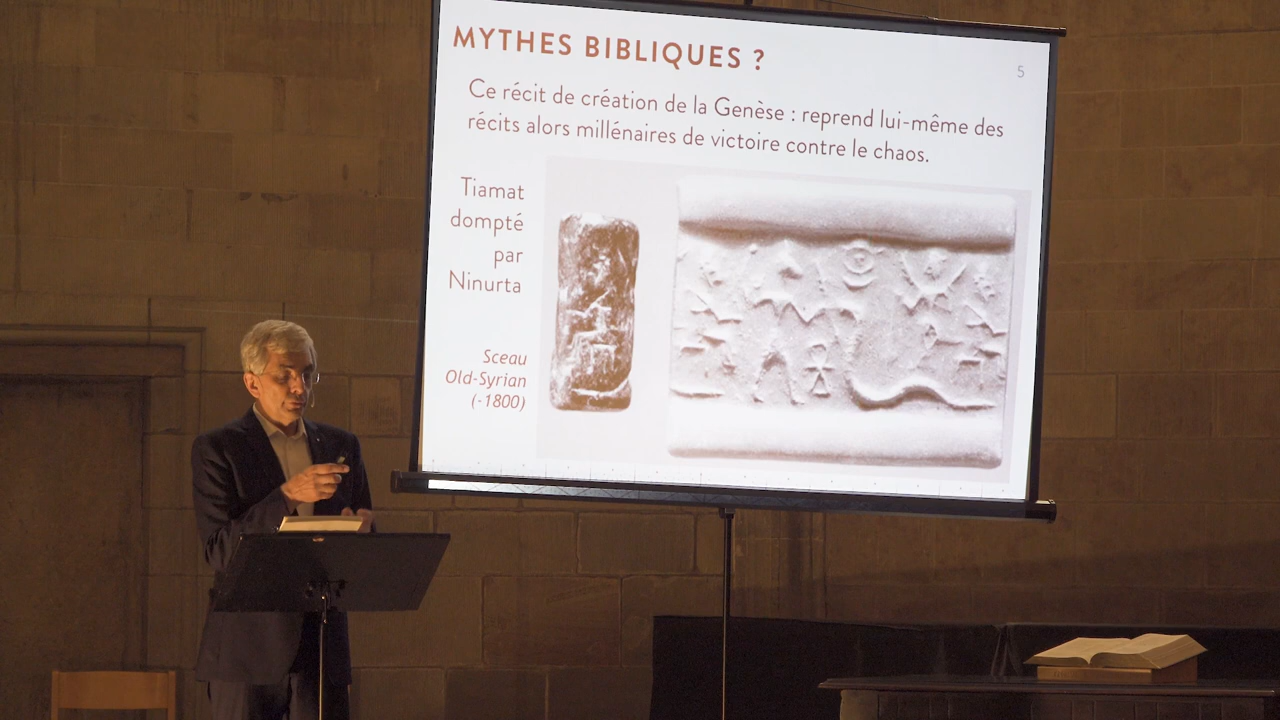 MYTHES BIBLIQUES ?
5
Ce récit de création de la Genèse : reprend lui-même des
récits alors millénaires de victoire contre le chaos.
Tiamat
dompté
par
Ninurta
Sceau
Old-Syrian
(-1800)